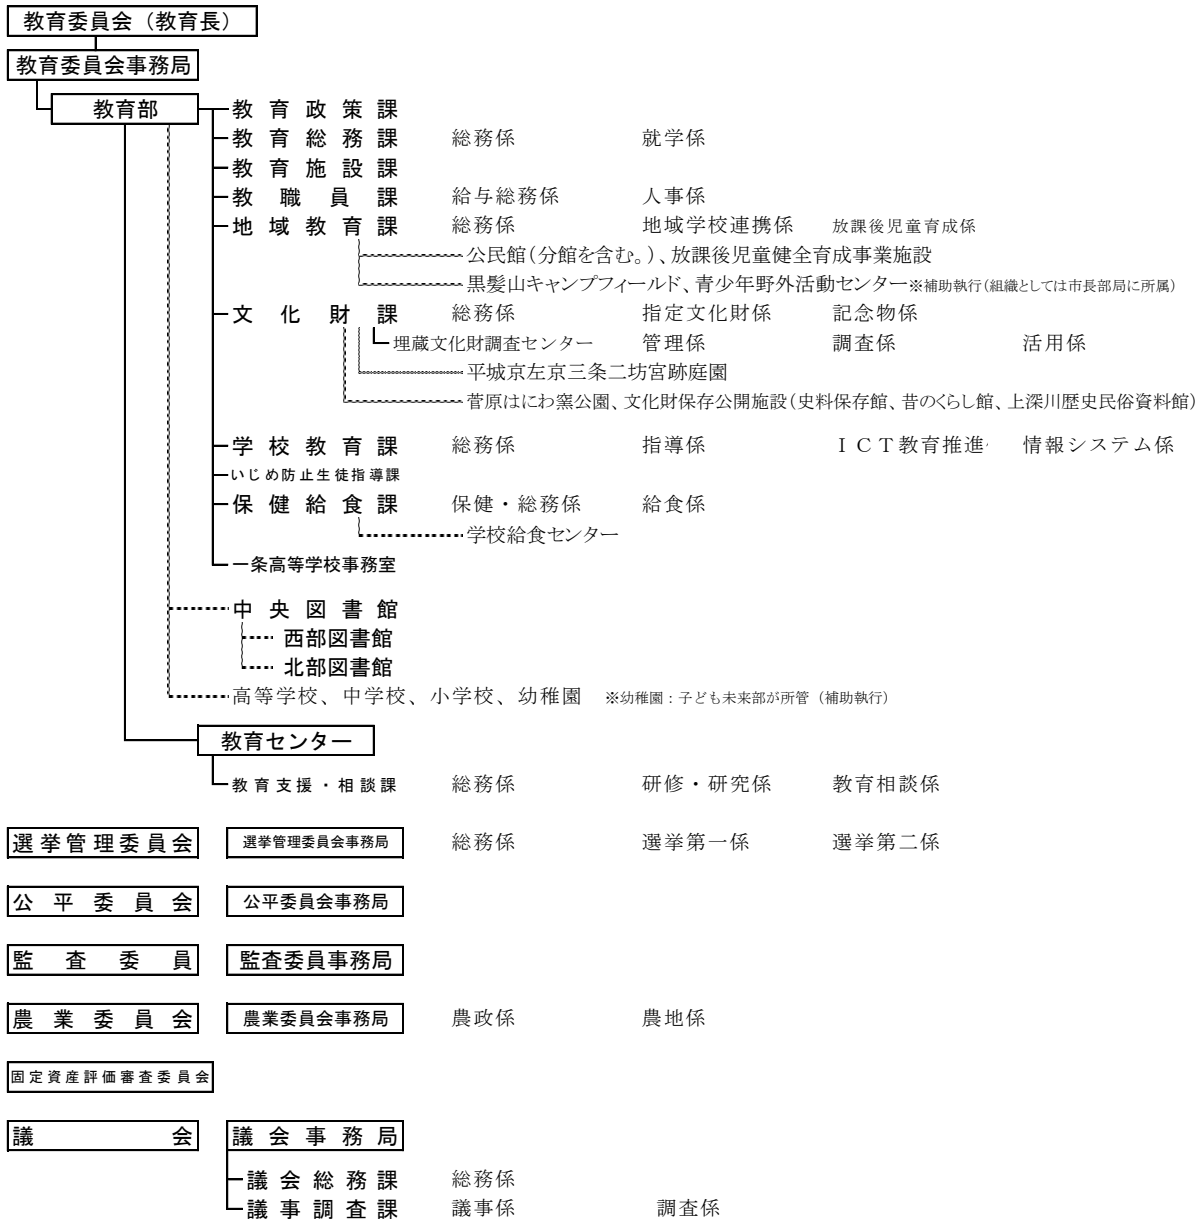 教育委員会（教育長）
教育委員会事務局
教育部 教育政策課
教育総務課 総務係 就学係
教育施設課
教職員課 給与総務係 人事係
地域教育課 総務係 地域学校連携係 放課後児童育成係
公民館(分館を含む。)、放課後児童健全育成事業施設
黒髪山キャンプフィールド、青少年野外活動センター※補助執行(組織としては市長部局に所属)
文化財課 総務係 指定文化財係 記念物係
埋蔵文化財調査センター 管理係 調査係 活用係
平城京左京三条二坊宮跡庭園
菅原はにわ窯公園、文化財保存公開施設(史料保存館、昔のくらし館、上深川歴史民俗資料館)
学校教育課 総務係 指導係 ＩＣＴ教育推進 情報システム係
いじめ防止生徒指導課
保健給食課 保健・総務係 給食係
学校給食センター
一条高等学校事務室
中央図書館
西部図書館
北部図書館
高等学校、中学校、小学校、幼稚園 ※幼稚園：子ども未来部が所管（補助執行）
教育センター
教育支援・相談課 総務係 研修・研究係 教育相談係
選挙管理委員会 選挙管理委員会事務局 総務係 選挙第一係 選挙第二係
公平委員会 公平委員会事務局
監査委員 監査委員事務局
農業委員会 農業委員会事務局 農政係 農地係
固定資産評価審査委員会
議会 議会事務局
議会総務課 総務係
議事調査課 議事係 調査係